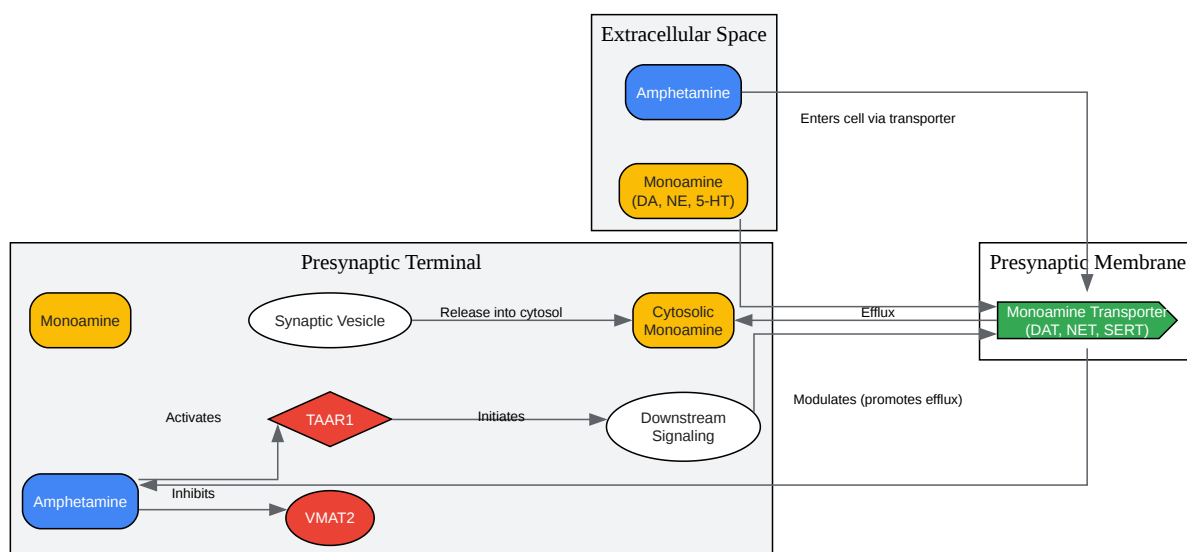 Extracellular Space
Amphetamine
Enters cell via transporter
Monoamine
(DA, NE, 5-HT)
Presynaptic Terminal
Presynaptic Membrane
Monoamine
Synaptic Vesicle
Release into cytosol
Cytosolic
Monoamine
Efflux
Monoamine Transporter
(DAT, NET, SERT)
Activates
TAAR1
Initiates
Downstream
Signaling
Modulates (promotes efflux)
Amphetamine
Inhibits
VMAT2